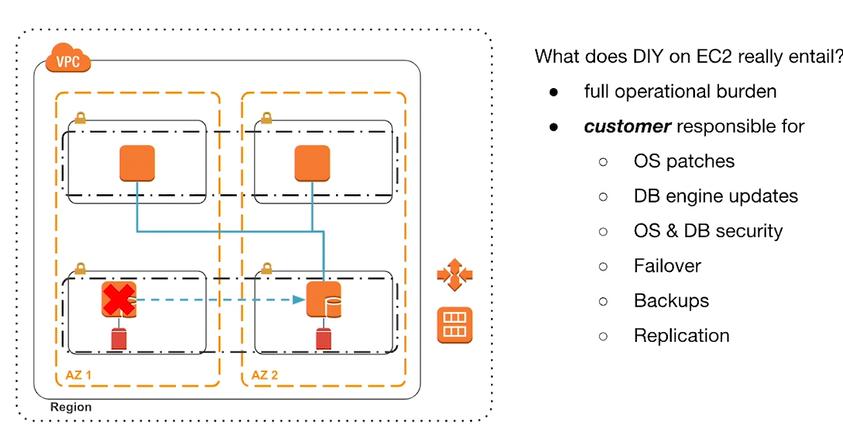 VPC
AZ 1
AZ 2
Region
What does DIY on EC2 really entail?
● full operational burden
● customer responsible for
○ OS patches
○ DB engine updates
○ OS & DB security
○ Failover
○ Backups
○ Replication